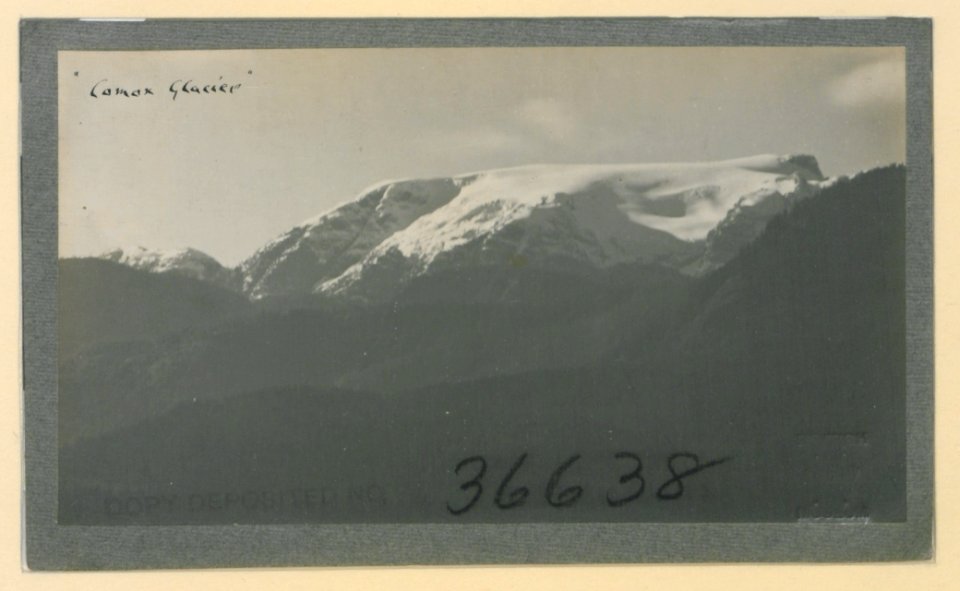 "Comox Glacier"
36638
COPY DEPOSITED NO